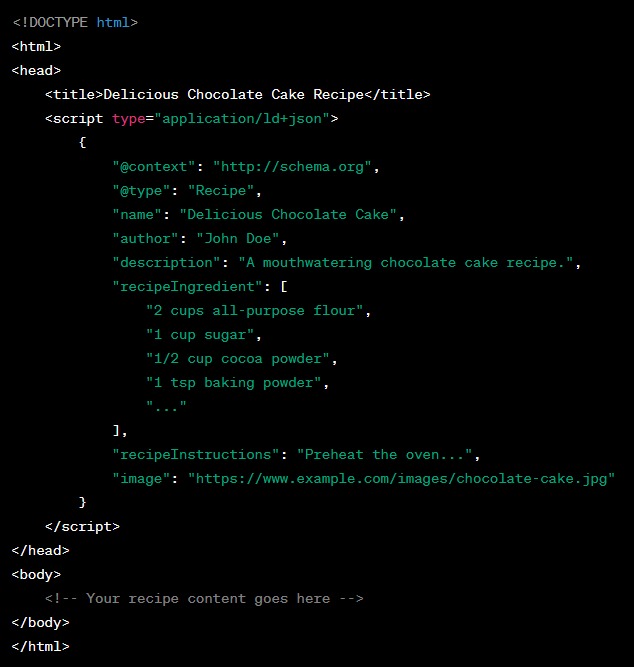 <!DOCTYPE html>
<html>
<head>
    <title>Delicious Chocolate Cake Recipe</title>
    <script type="application/ld+json">
        {
            "@context": "http://schema.org",
            "@type": "Recipe",
            "name": "Delicious Chocolate Cake",
            "author": "John Doe",
            "description": "A mouthwatering chocolate cake recipe.",
            "recipeIngredient": [
                "2 cups all-purpose flour",
                "1 cup sugar",
                "1/2 cup cocoa powder",
                "1 tsp baking powder",
                "..."
            ],
            "recipeInstructions": "Preheat the oven...",
            "image": "https://www.example.com/images/chocolate-cake.jpg"
        }
    </script>
</head>
<body>
    <!-- Your recipe content goes here -->
</body>
</html>